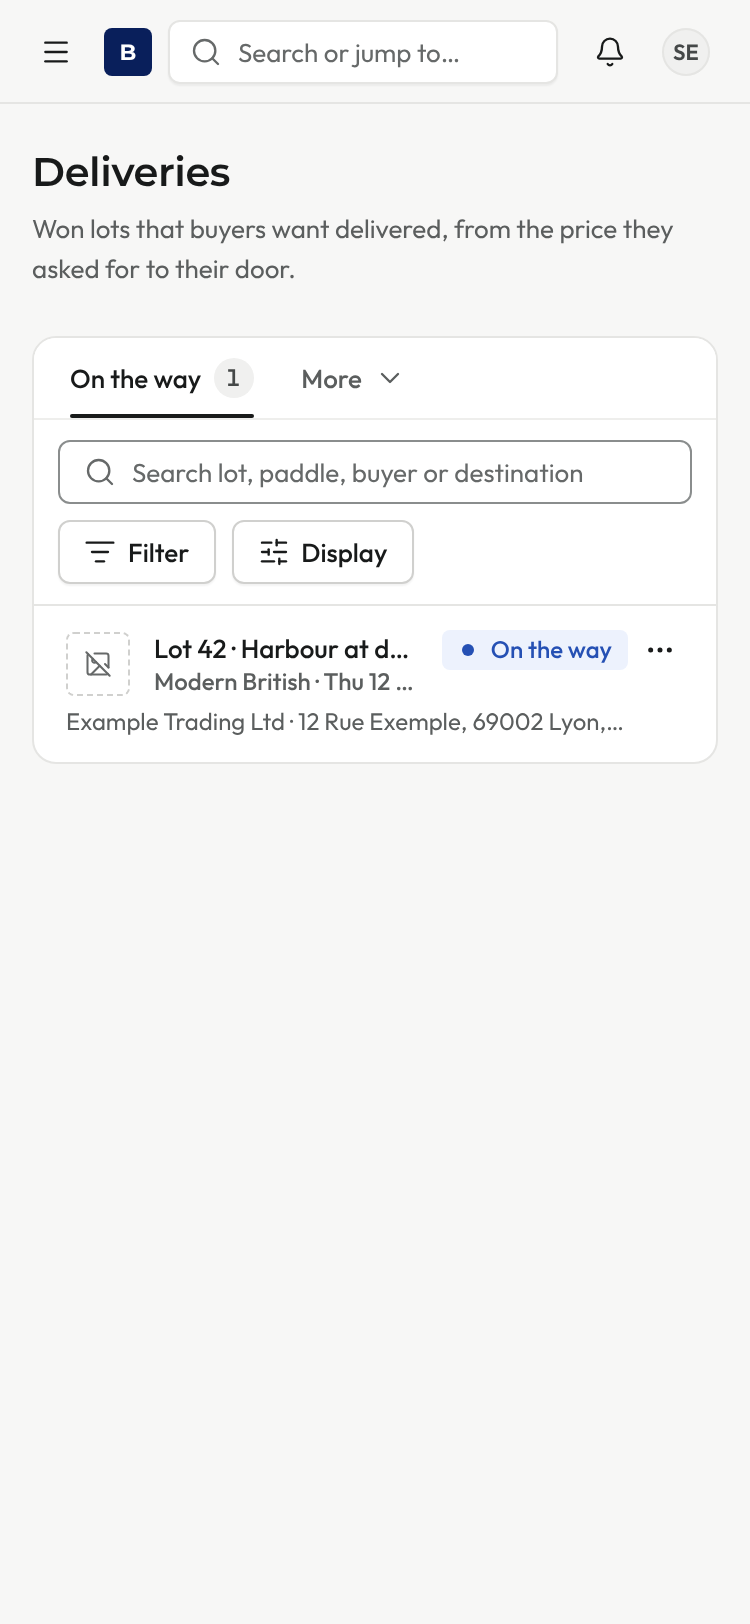 B
Search or jump to…
SE
Deliveries
Won lots that buyers want delivered, from the price they
asked for to their door.
On the way 1
More
Search lot, paddle, buyer or destination
Filter
Display
Lot 42 · Harbour at d…
On the way
Modern British · Thu 12 …
Example Trading Ltd · 12 Rue Exemple, 69002 Lyon,…